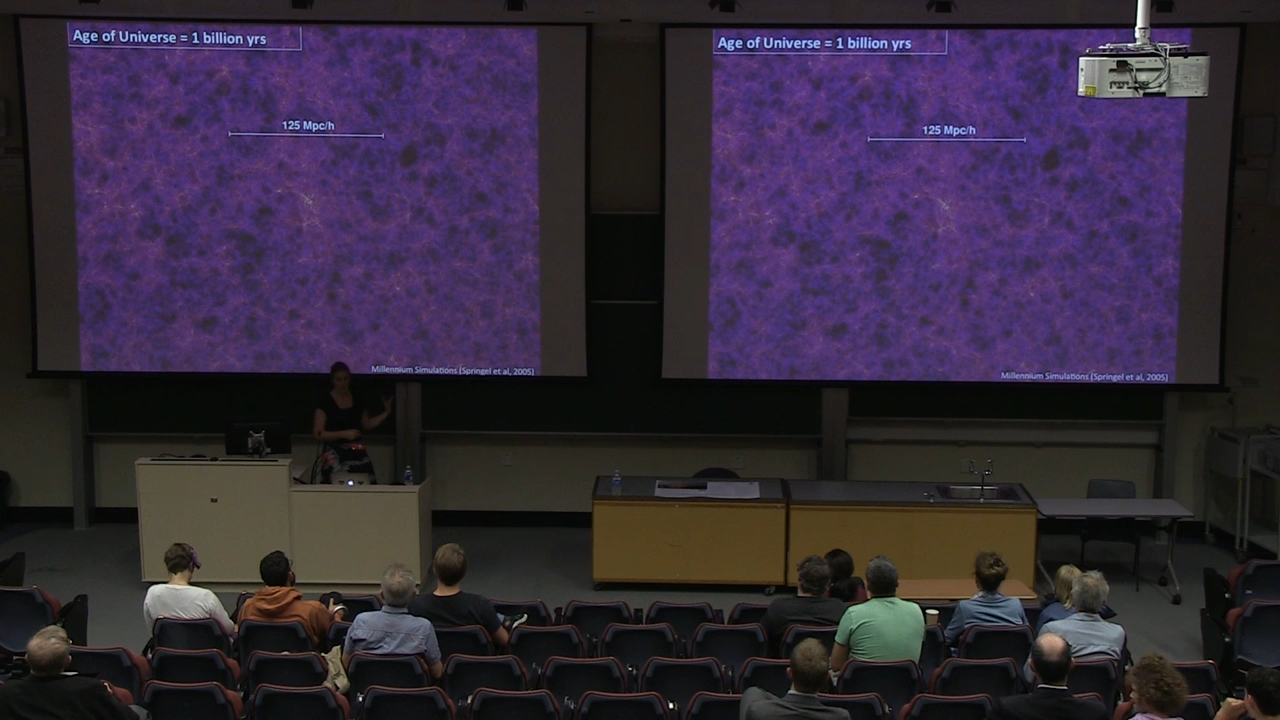 Age of Universe = 1 billion yrs
125 Mpc/h
Millennium Simulations (Springel et al, 2005)
Age of Universe = 1 billion yrs
125 Mpc/h
Millennium Simulations (Springel et al, 2005)